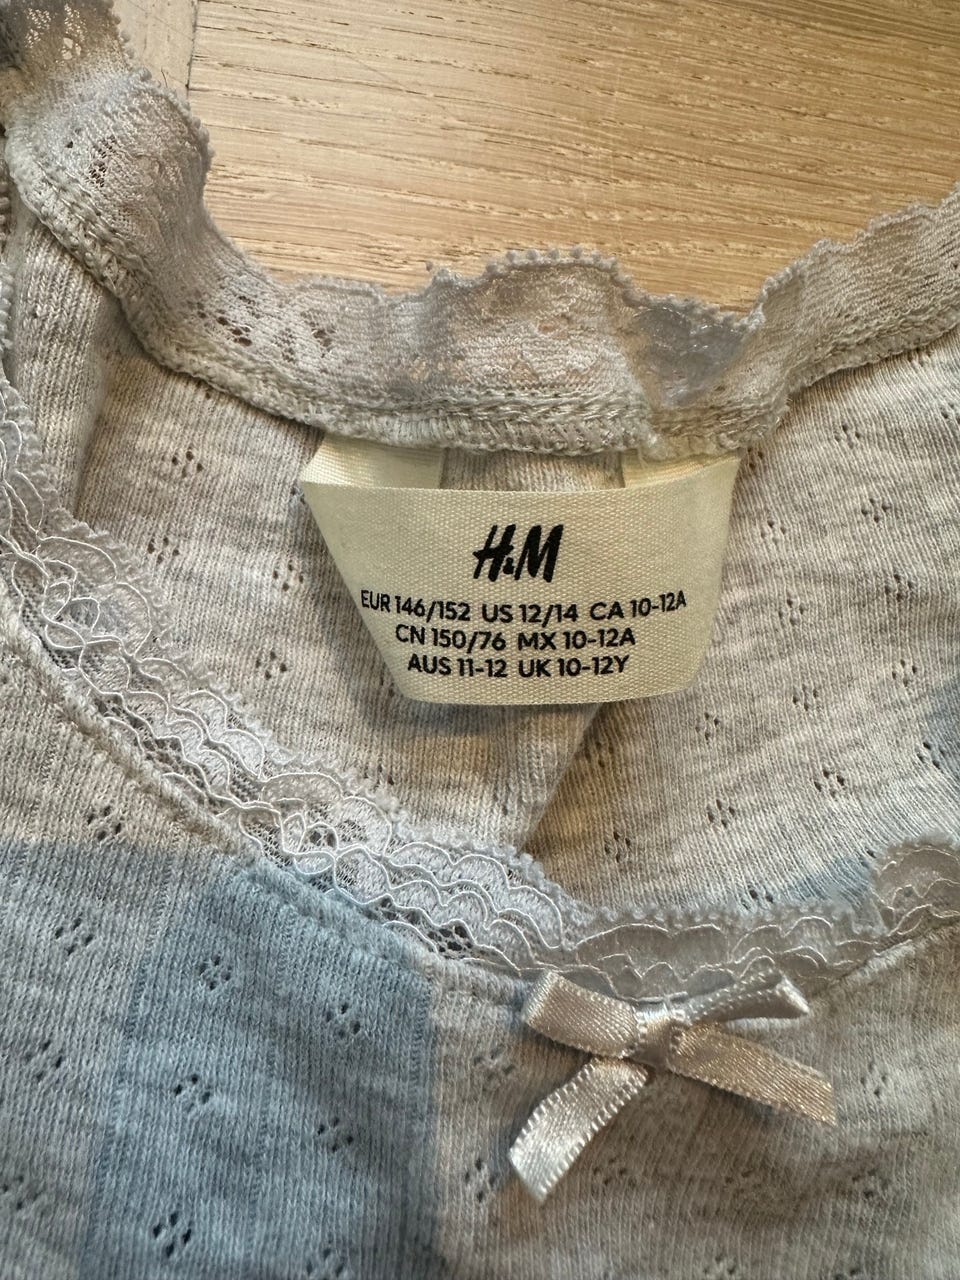 H&M
EUR 146/152 US 12/14 CA 10-12A
CN 150/76 MX 10-12A
AUS 11-12 UK 10-12Y